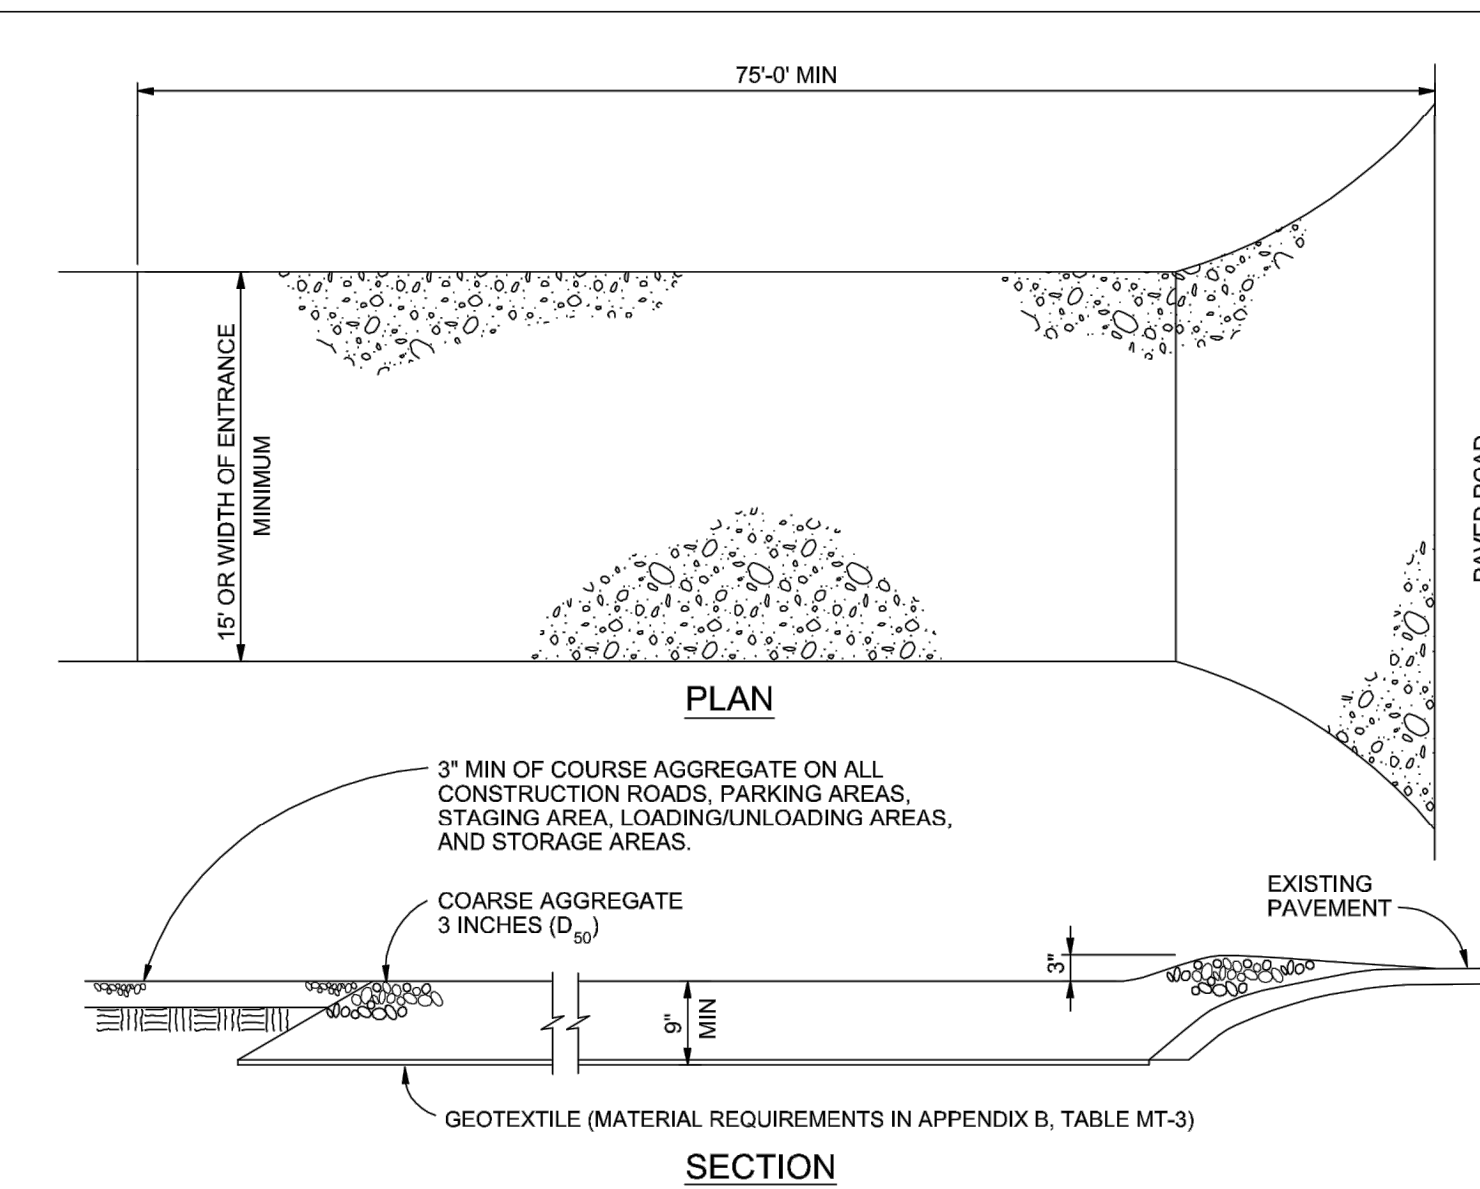 75'-0' MIN
15' OR WIDTH OF ENTRANCE
MINIMUM
PAVED ROAD
PLAN
3" MIN OF COURSE AGGREGATE ON ALL
CONSTRUCTION ROADS, PARKING AREAS,
STAGING AREA, LOADING/UNLOADING AREAS,
AND STORAGE AREAS.
COARSE AGGREGATE
3 INCHES (D50)
EXISTING
PAVEMENT
3"
9"
MIN
GEOTEXTILE (MATERIAL REQUIREMENTS IN APPENDIX B, TABLE MT-3)
SECTION